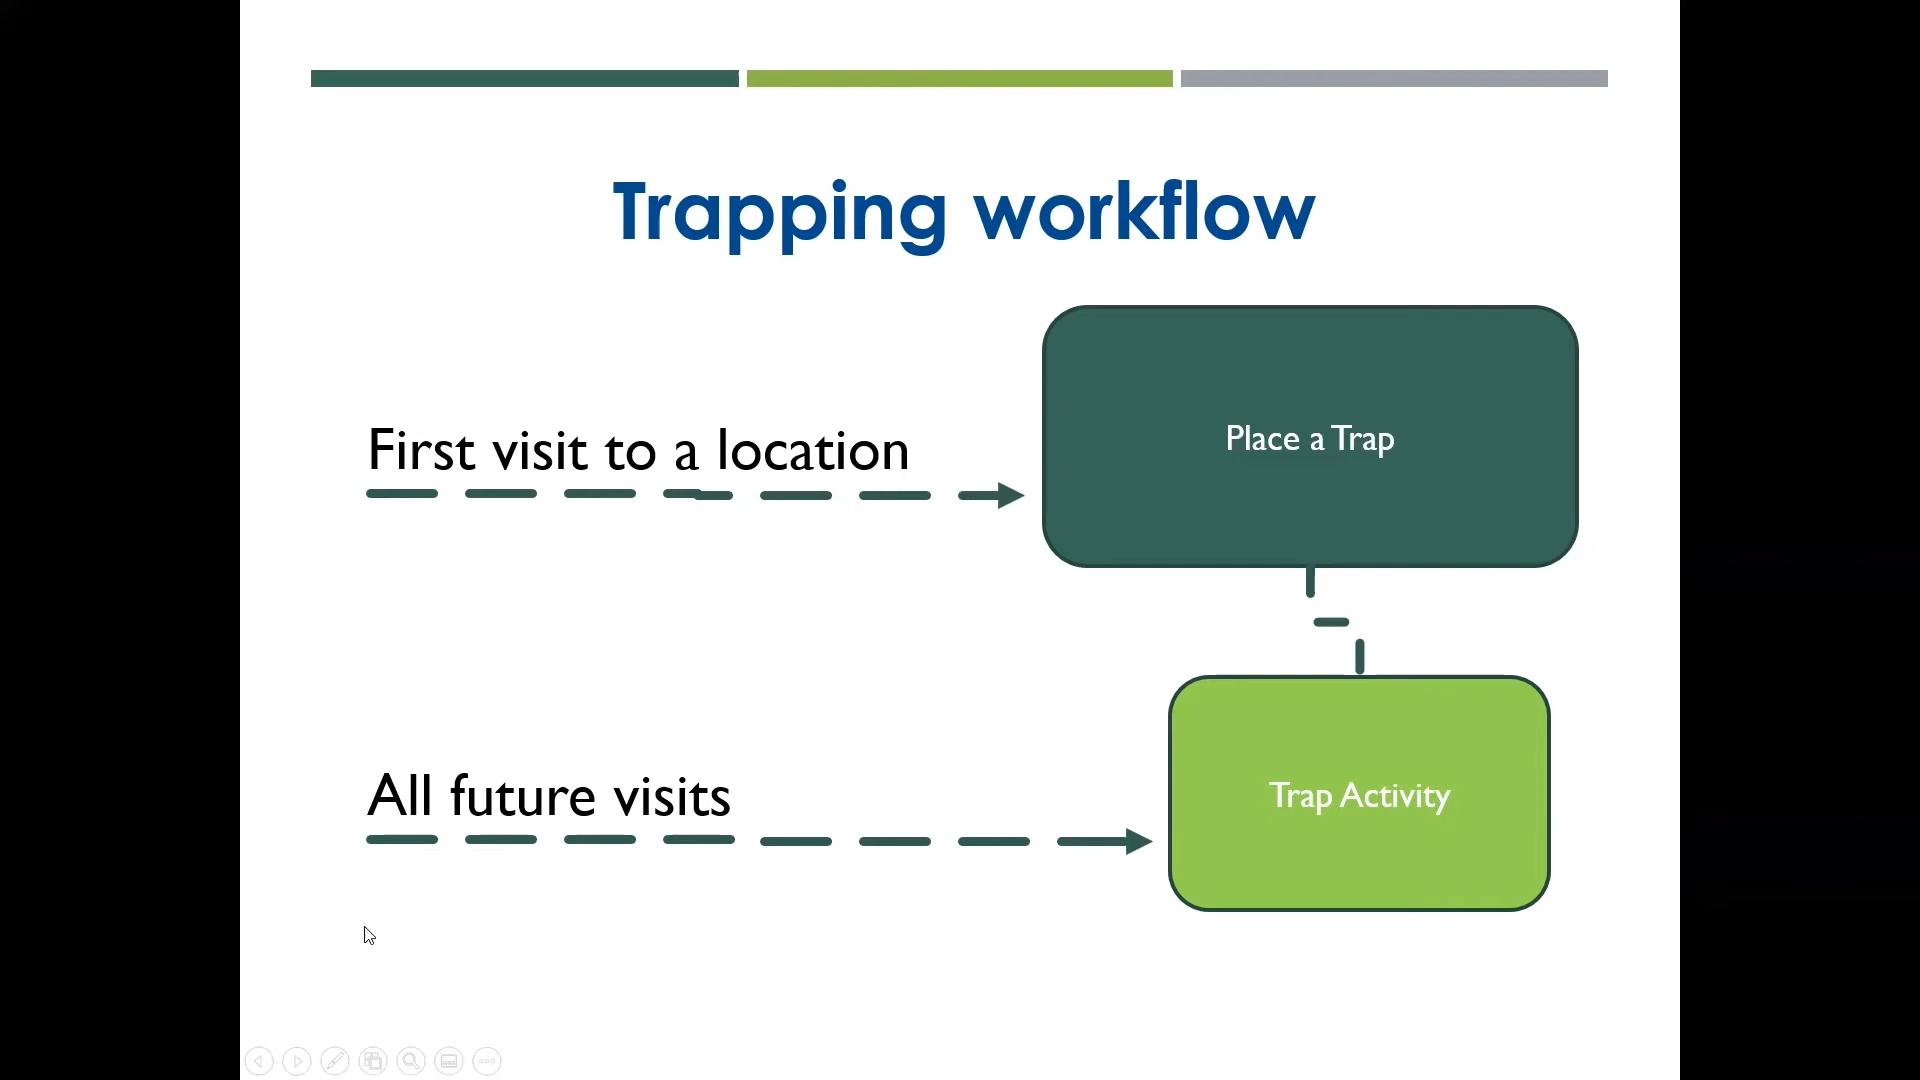 Trapping workflow
Place a Trap
First visit to a location
All future visits
Trap Activity